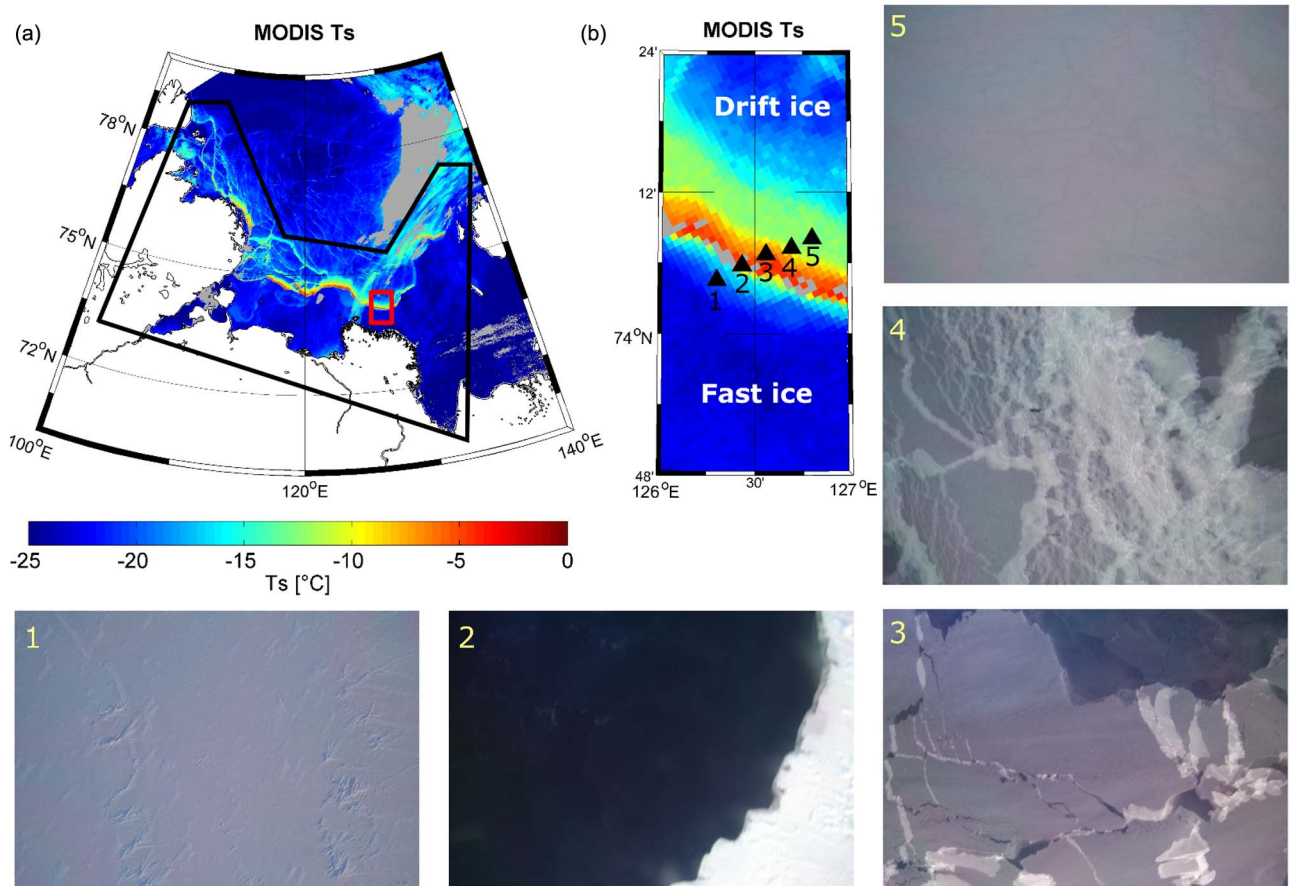 (a)
MODIS Ts
78°N
75°N
72°N
100°E
120°E
140°E
-25
-20
-15
-10
-5
0
Ts [°C]
(b)
MODIS Ts
24'
12'
74°N
48'
126°E
30'
127°E
Drift ice
1
2
3
4
5
Fast ice
5
4
3
1
2